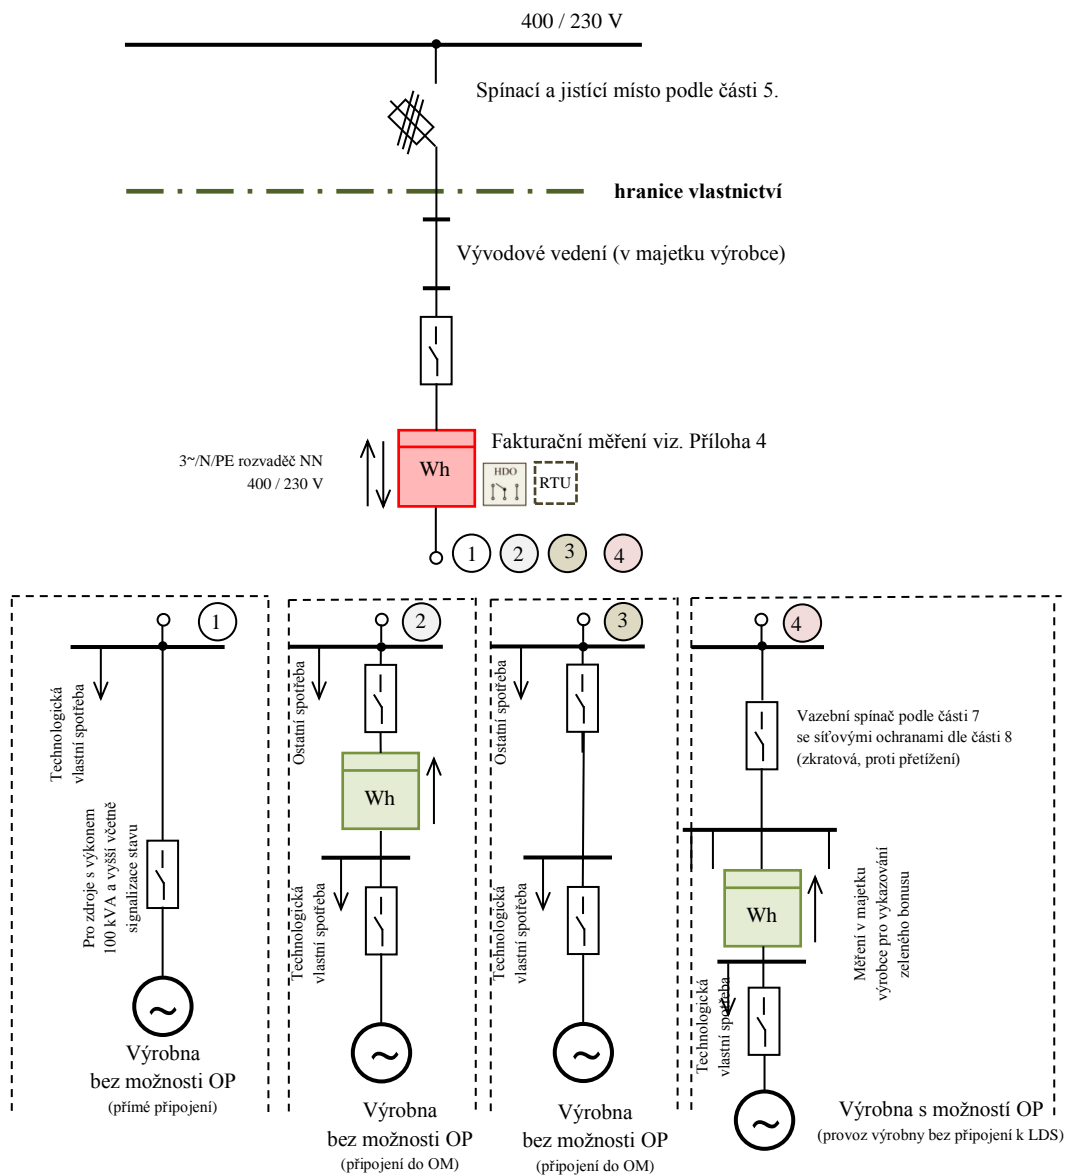 400 / 230 V
Spínací a jistící místo podle části 5.
hranice vlastnictví
Vývodové vedení (v majetku výrobce)
Fakturační měření viz. Příloha 4
3~/N/PE rozvaděč NN
400 / 230 V
Wh
HDO
RTU
1
2
3
4
1
Technologická
vlastní spotřeba
Pro zdroje s výkonem
100 kVA a vyšší včetně
signalizace stavu
~
Výrobna
bez možnosti OP
(přímé připojení)
2
Ostatní spotřeba
Wh
Technologická
vlastní spotřeba
~
Výrobna
bez možnosti OP
(připojení do OM)
3
Ostatní spotřeba
Technologická
vlastní spotřeba
~
Výrobna
bez možnosti OP
(připojení do OM)
4
Vazební spínač podle části 7
se síťovými ochranami dle části 8
(zkratová, proti přetížení)
Wh
Měření v majetku
výrobce pro vykazování
zeleného bonusu
Technologická
vlastní spotřeba
~
Výrobna s možností OP
(provoz výrobny bez připojení k LDS)